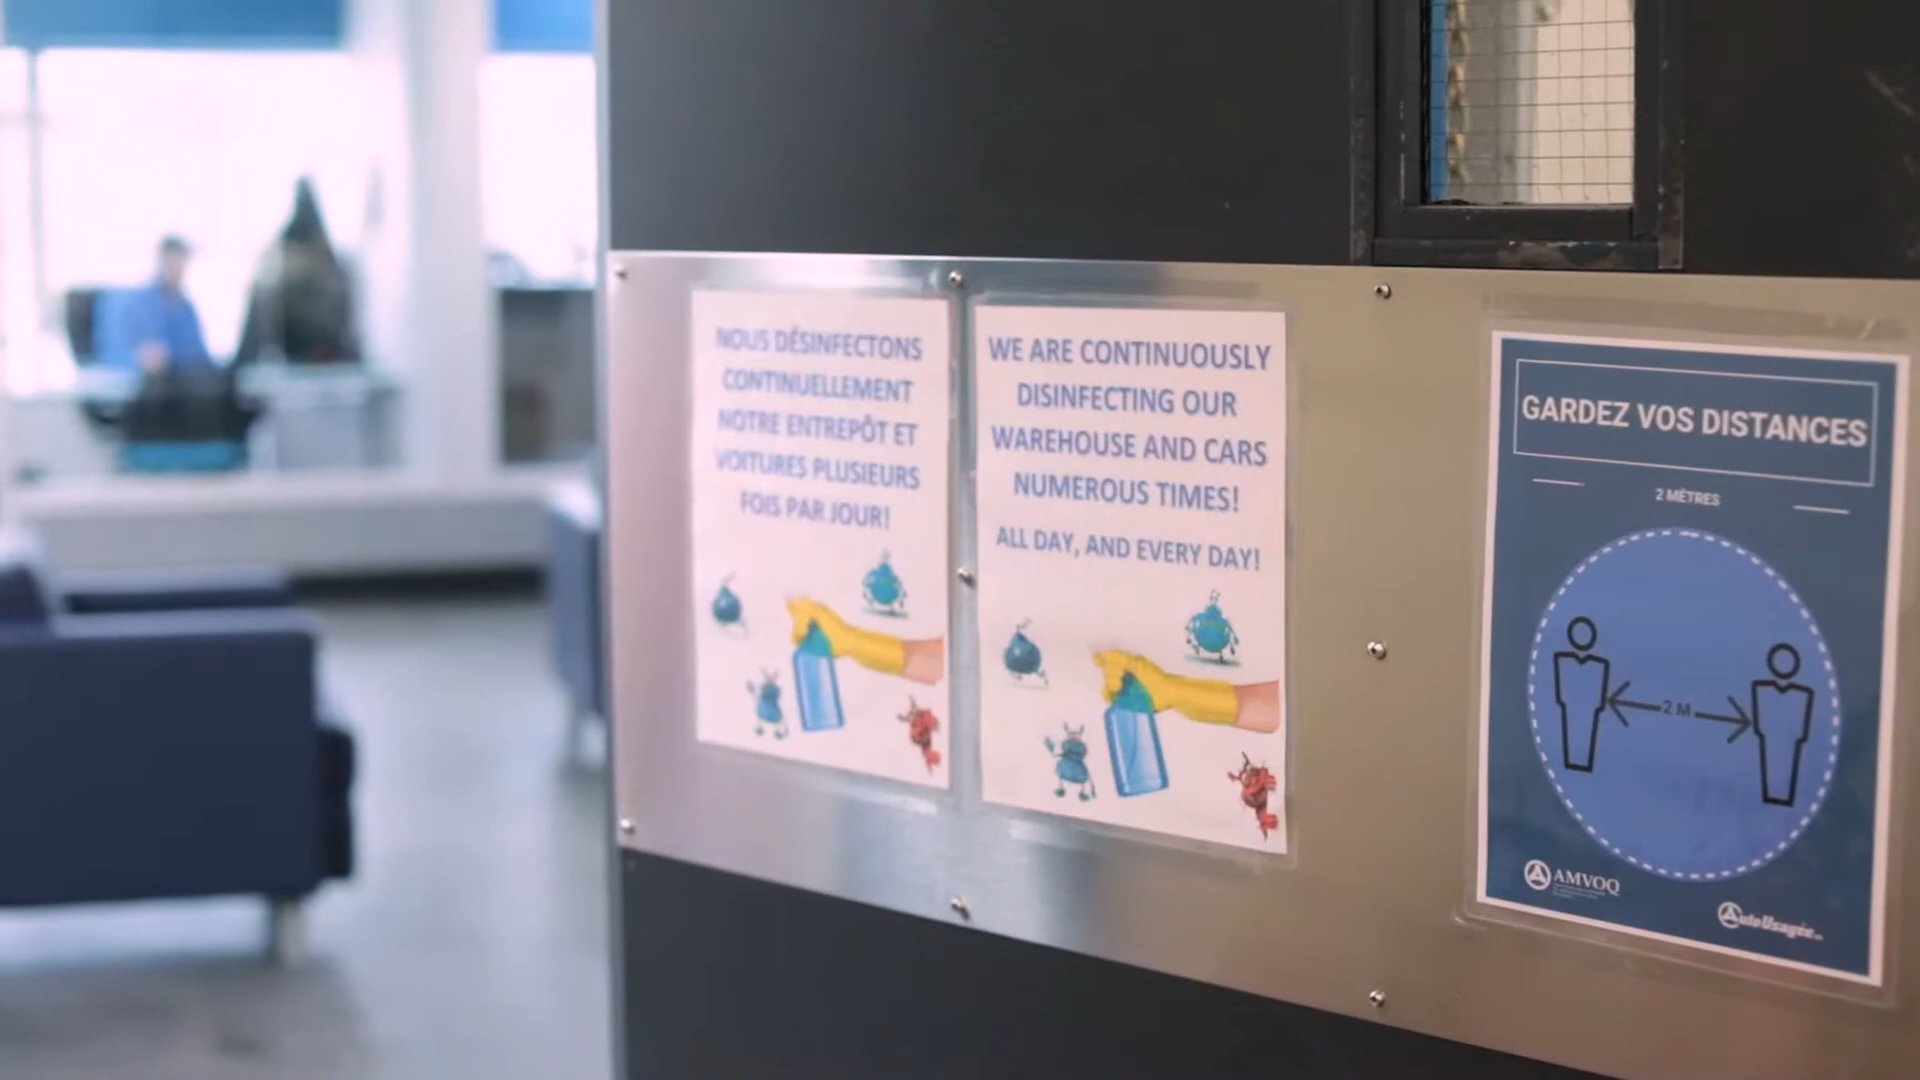 NOUS DÉSINFECTONS
CONTINUELLEMENT
NOTRE ENTREPÔT ET
VOITURES PLUSIEURS
FOIS PAR JOUR!
WE ARE CONTINUOUSLY
DISINFECTING OUR
WAREHOUSE AND CARS
NUMEROUS TIMES!
ALL DAY, AND EVERY DAY!
GARDEZ VOS DISTANCES
2 MÈTRES
2 M
AMVOQ
AutoUsagée